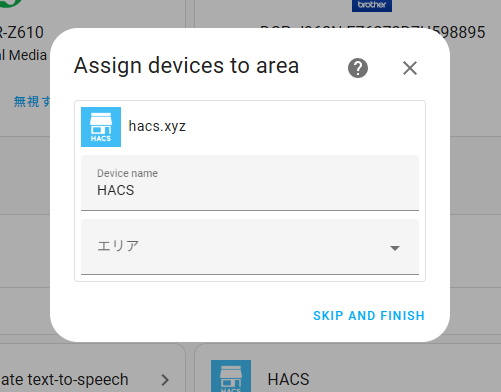 R-Z610
al Media
無視す
brother
598895
Assign devices to area
?
HACS
hacs.xyz
Device name
HACS
エリア
SKIP AND FINISH
ate text-to-speech
HACS